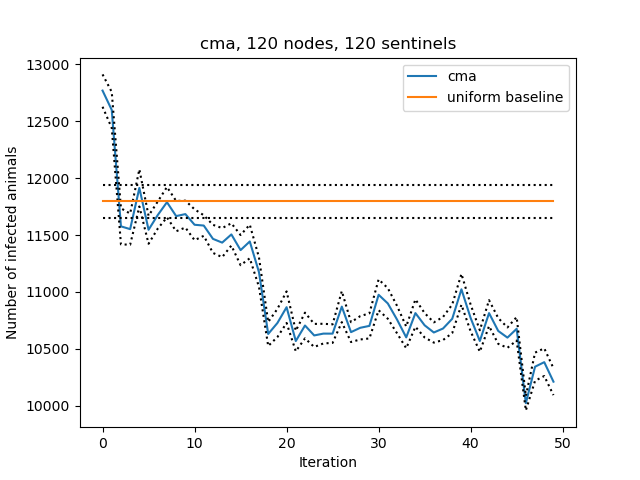 cma, 120 nodes, 120 sentinels
13000
12500
12000
11500
11000
10500
10000
Number of infected animals
cma
uniform baseline
0 10 20 30 40 50
Iteration